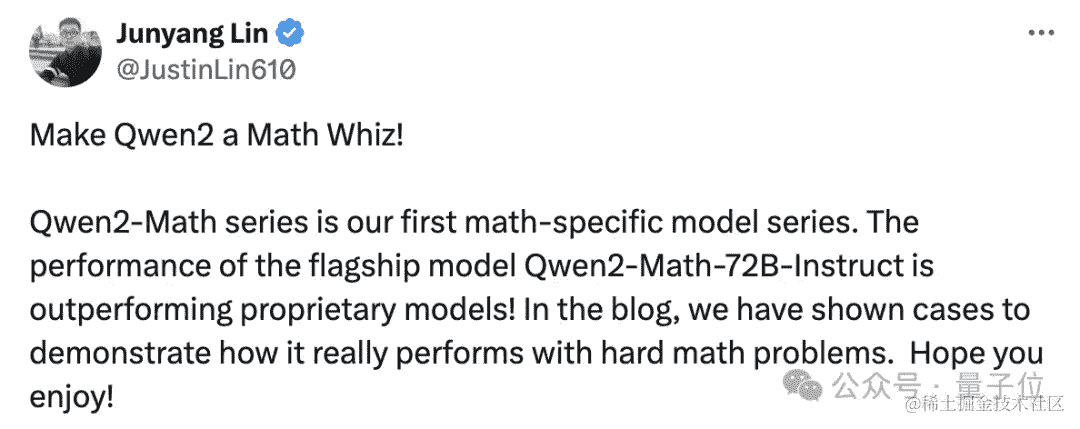 Junyang Lin
@JustinLin610
Make Qwen2 a Math Whiz!
Qwen2-Math series is our first math-specific model series. The
performance of the flagship model Qwen2-Math-72B-Instruct is
outperforming proprietary models! In the blog, we have shown cases to
demonstrate how it really performs with hard math problems. Hope you
enjoy!
公众号 · 量子位
@稀土掘金技术社区